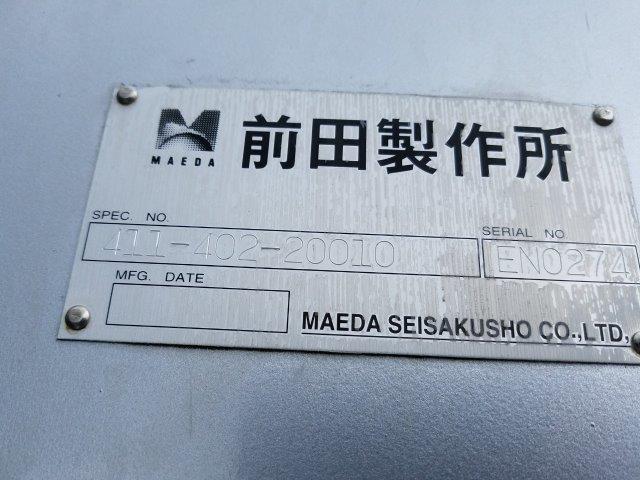 MAEDA
前田製作所
SPEC. NO.
411-402-20010
SERIAL NO
EN0274
MFG. DATE
MAEDA SEISAKUSHO CO.,LTD,